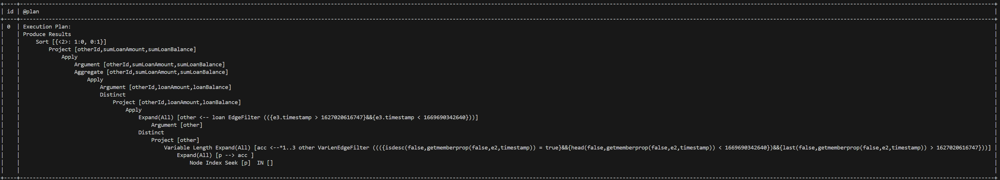 id | @plan
0 | Execution Plan:
Produce Results
Sort [{<2>: 1:0, 0:1}]
Project [otherId,sumLoanAmount,sumLoanBalance]
Apply
Argument [otherId,sumLoanAmount,sumLoanBalance]
Aggregate [otherId,sumLoanAmount,sumLoanBalance]
Apply
Argument [otherId,loanAmount,loanBalance]
Distinct
Project [otherId,loanAmount,loanBalance]
Apply
Expand(All) [other <-- loan EdgeFilter (({e3.timestamp > 1627020616747}&&{e3.timestamp < 1669690342640}))]
Argument [other]
Distinct
Project [other]
Variable Length Expand(All) [acc <--*1..3 other VarLenEdgeFilter ((({isdesc(false,getmemberprop(false,e2,timestamp)) = true}&&{head(false,getmemberprop(false,e2,timestamp)) < 1669690342640})&&{last(false,getmemberprop(false,e2,timestamp)) > 1627020616747}))]
Expand(All) [p --> acc ]
Node Index Seek [p]  IN []